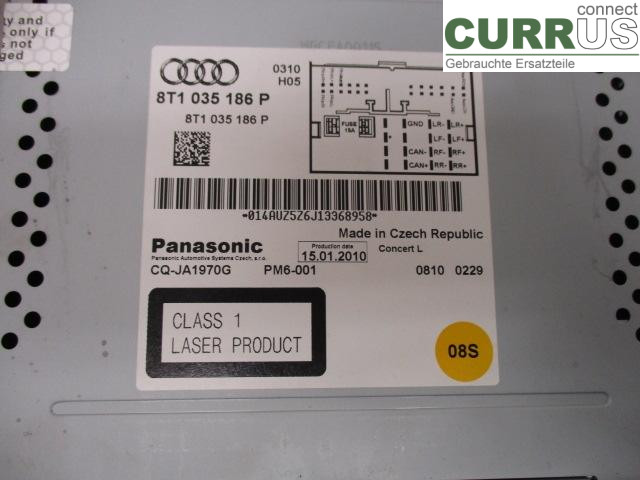 connect
CURRUS
Gebrauchte Ersatzteile
only if
s not
ged
8T1 035 186 P
8T1 035 186 P
0310
H05
FUSE
15A
GND LR- LR+
+ LF- LF+
CAN- RF- RF+
CAN+ RR- RR+
*014AUZ5Z6J13368958*
Made in Czech Republic
Panasonic
Panasonic Automotive Systems Czech, s.r.o.
Production date
15.01.2010
Concert L
CQ-JA1970G PM6-001 0810 0229
CLASS 1
LASER PRODUCT
08S